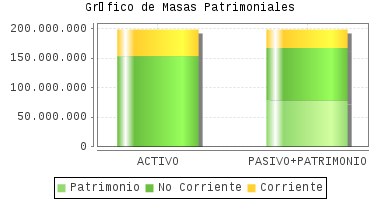 Gr▯fico de Masas Patrimoniales
200.000.000
150.000.000
100.000.000
50.000.000
0
ACTIVO PASIVO+PATRIMONIO
Patrimonio No Corriente Corriente